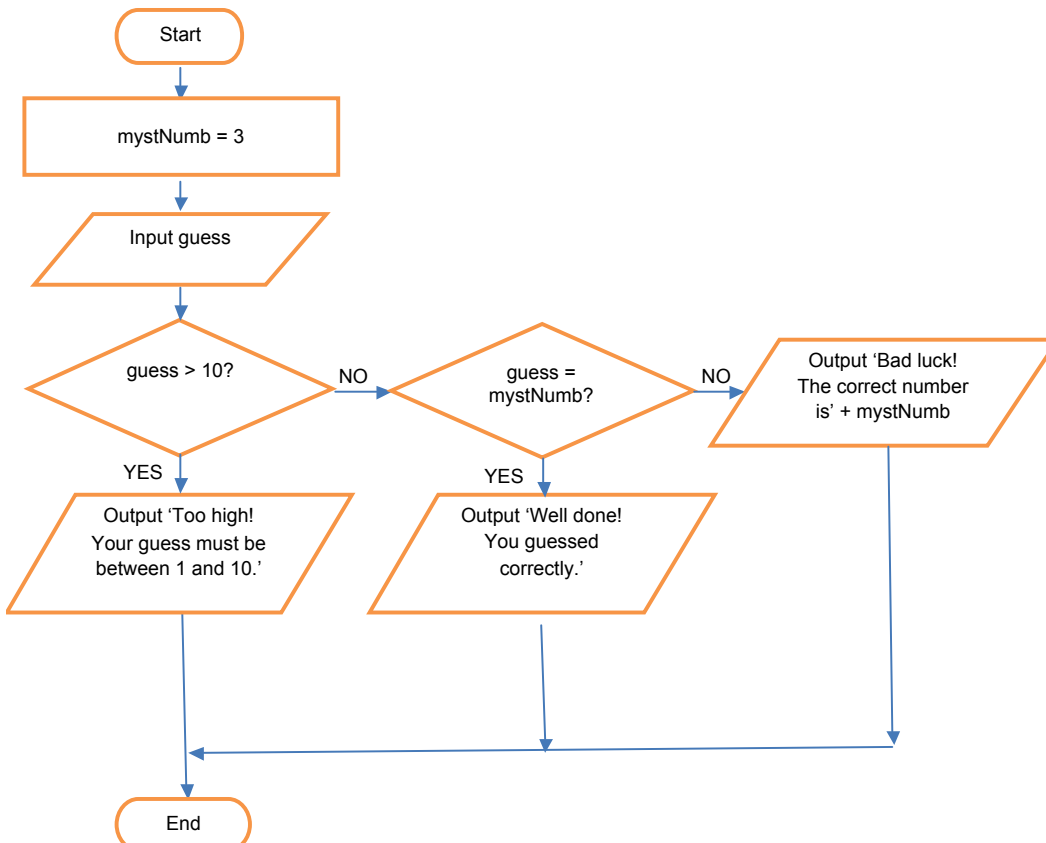 Start
mystNumb = 3
Input guess
guess > 10?
NO
guess =
mystNumb?
NO
Output ‘Bad luck!
The correct number
is’ + mystNumb
YES
Output ‘Too high!
Your guess must be
between 1 and 10.’
YES
Output ‘Well done!
You guessed
correctly.’
End